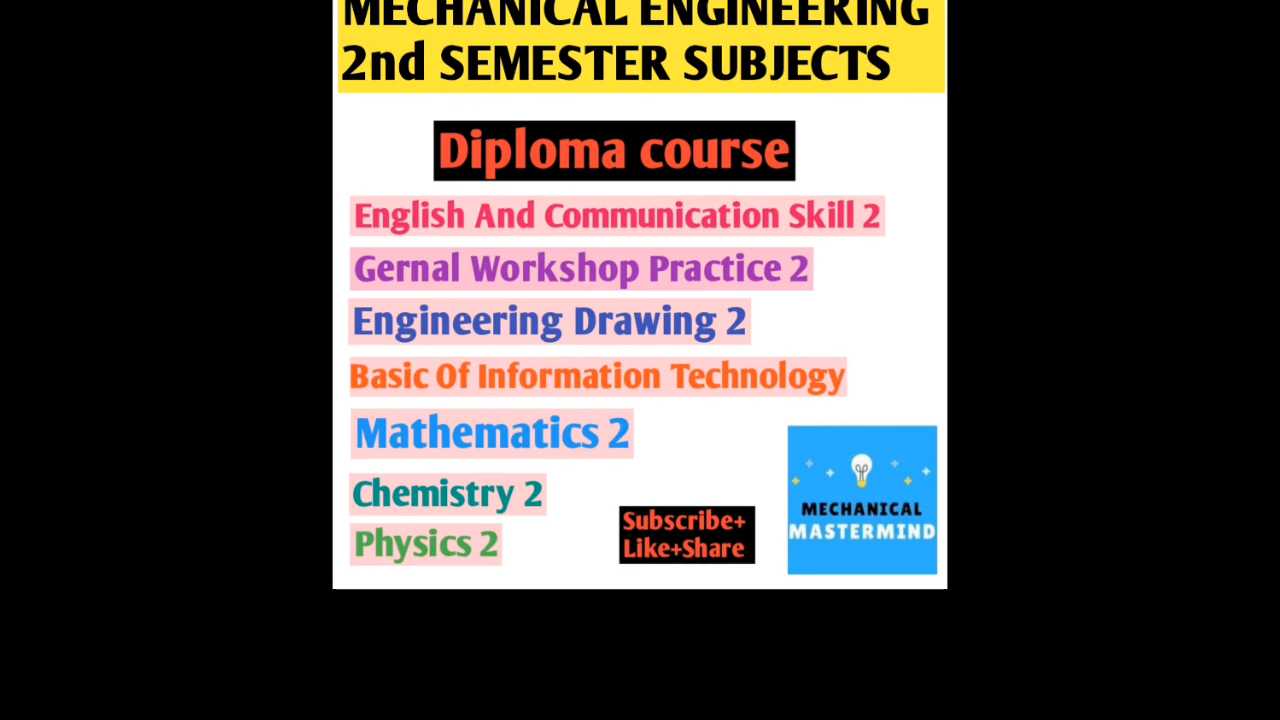 MECHANICAL ENGINEERING
2nd SEMESTER SUBJECTS
Diploma course
English And Communication Skill 2
Gernal Workshop Practice 2
Engineering Drawing 2
Basic Of Information Technology
Mathematics 2
Chemistry 2
Physics 2
Subscribe+
Like+Share
MECHANICAL
MASTERMIND